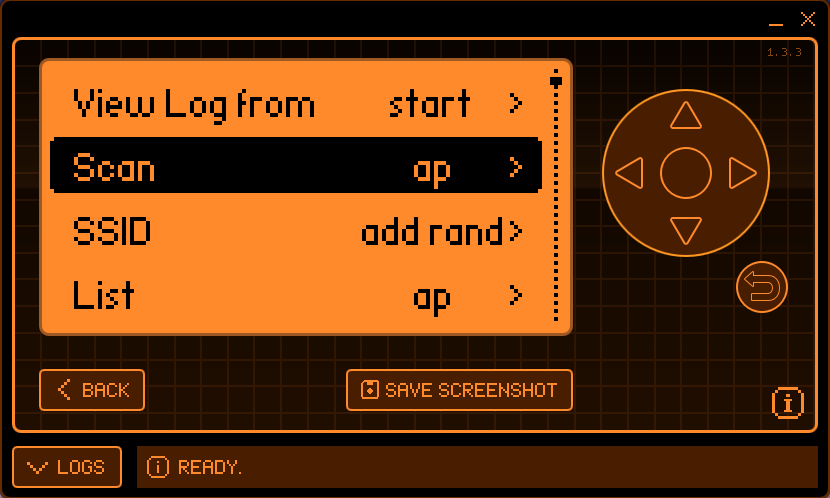 1.3.3
View Log from start >
Scan ap >
SSID add rand>
List ap >
BACK
SAVE SCREENSHOT
LOGS
READY.